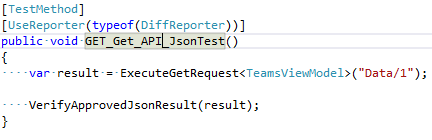 [TestMethod]
[UseReporter(typeof(DiffReporter))]
public void GET_Get_API_JsonTest()
{
    var result = ExecuteGetRequest<TeamsViewModel>("Data/1");
    VerifyApprovedJsonResult(result);
}